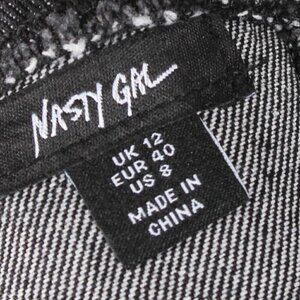 NASTY GAL
UK 12
EUR 40
US 8
MADE IN
CHINA